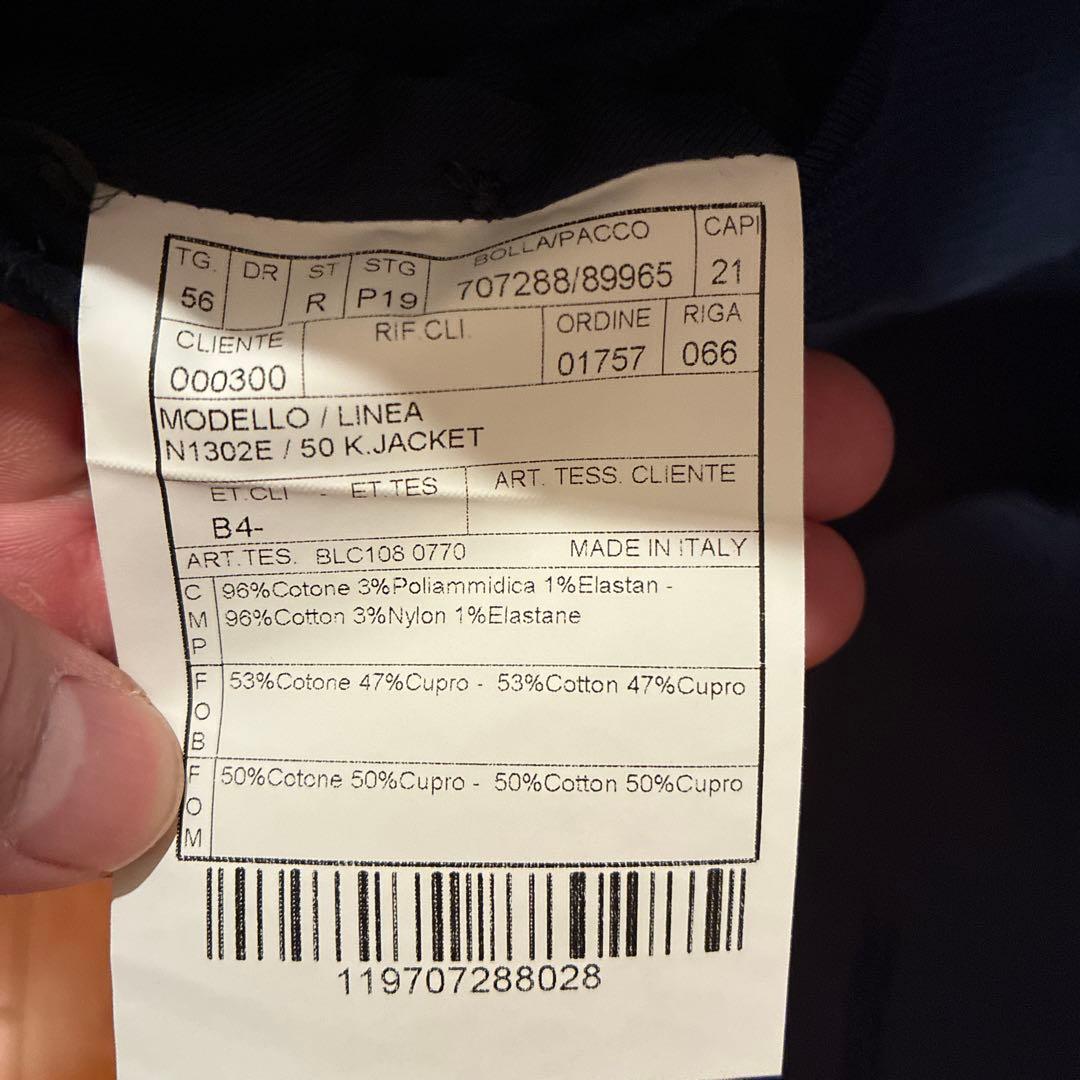 TG. DR ST STG BOLLA/PACCO CAPI
56 R P19 707288/89965 21
CLIENTE RIF.CLI. ORDINE RIGA
000300 01757 066
MODELLO / LINEA
N1302E / 50 K.JACKET
ET.CLI - ET.TES ART. TESS. CLIENTE
B4-
ART.TES. BLC108 0770 MADE IN ITALY
CMP 96%Cotone 3%Poliammidica 1%Elastan -
96%Cotton 3%Nylon 1%Elastane
FOB 53%Cotone 47%Cupro - 53%Cotton 47%Cupro
FOM 50%Cotone 50%Cupro - 50%Cotton 50%Cupro
119707288028